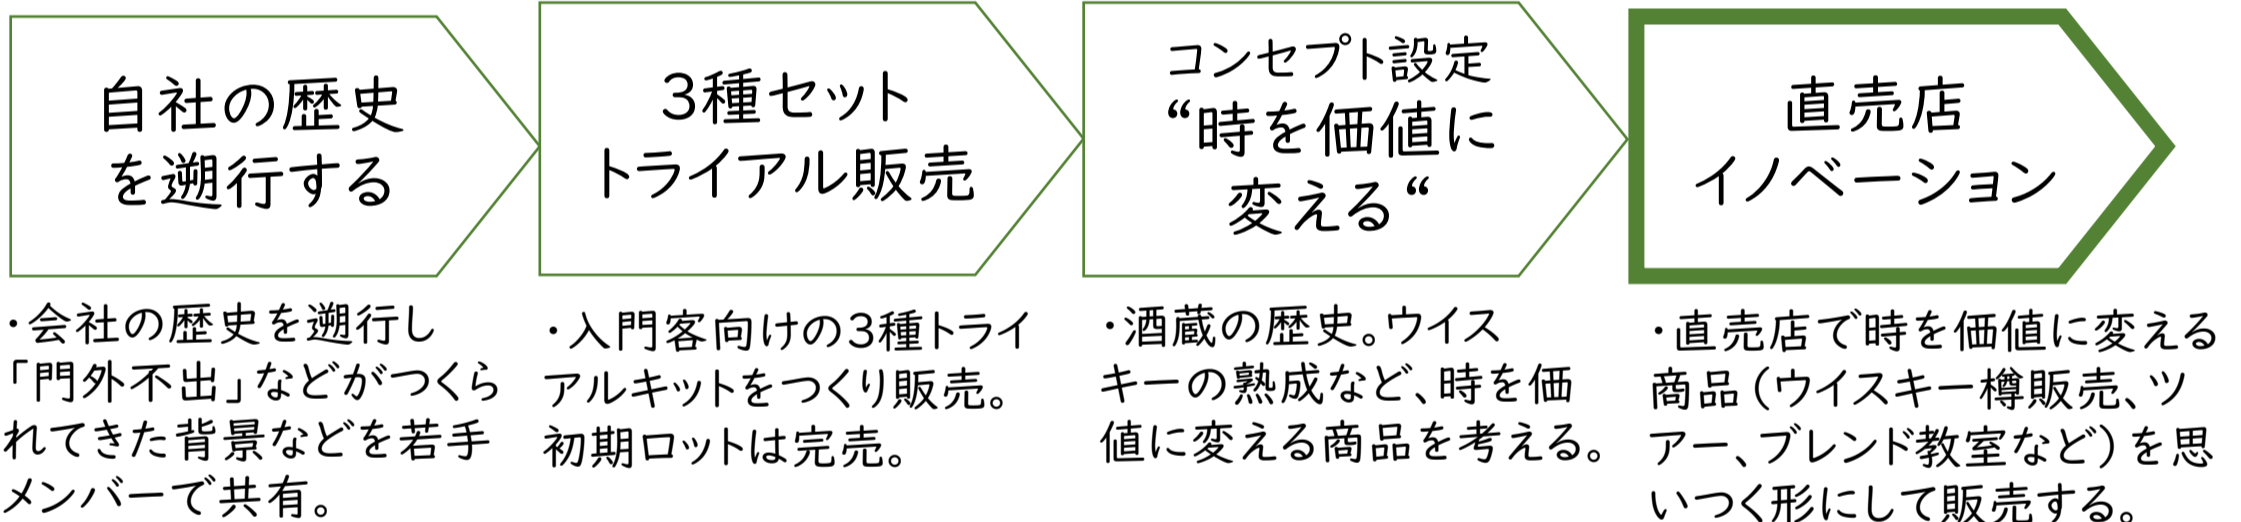 自社の歴史
を遡行する
・会社の歴史を遡行し
「門外不出」などがつくら
れてきた背景などを若手
メンバーで共有。
3種セット
トライアル販売
・入門客向けの3種トライ
アルキットをつくり販売。
初期ロットは完売。
コンセプト設定
“時を価値に
変える“
・酒蔵の歴史。ウイス
キーの熟成など、時を価
値に変える商品を考える。
直売店
イノベーション
・直売店で時を価値に変える
商品（ウイスキー樽販売、ツ
アー、ブレンド教室など）を思
いつく形にして販売する。